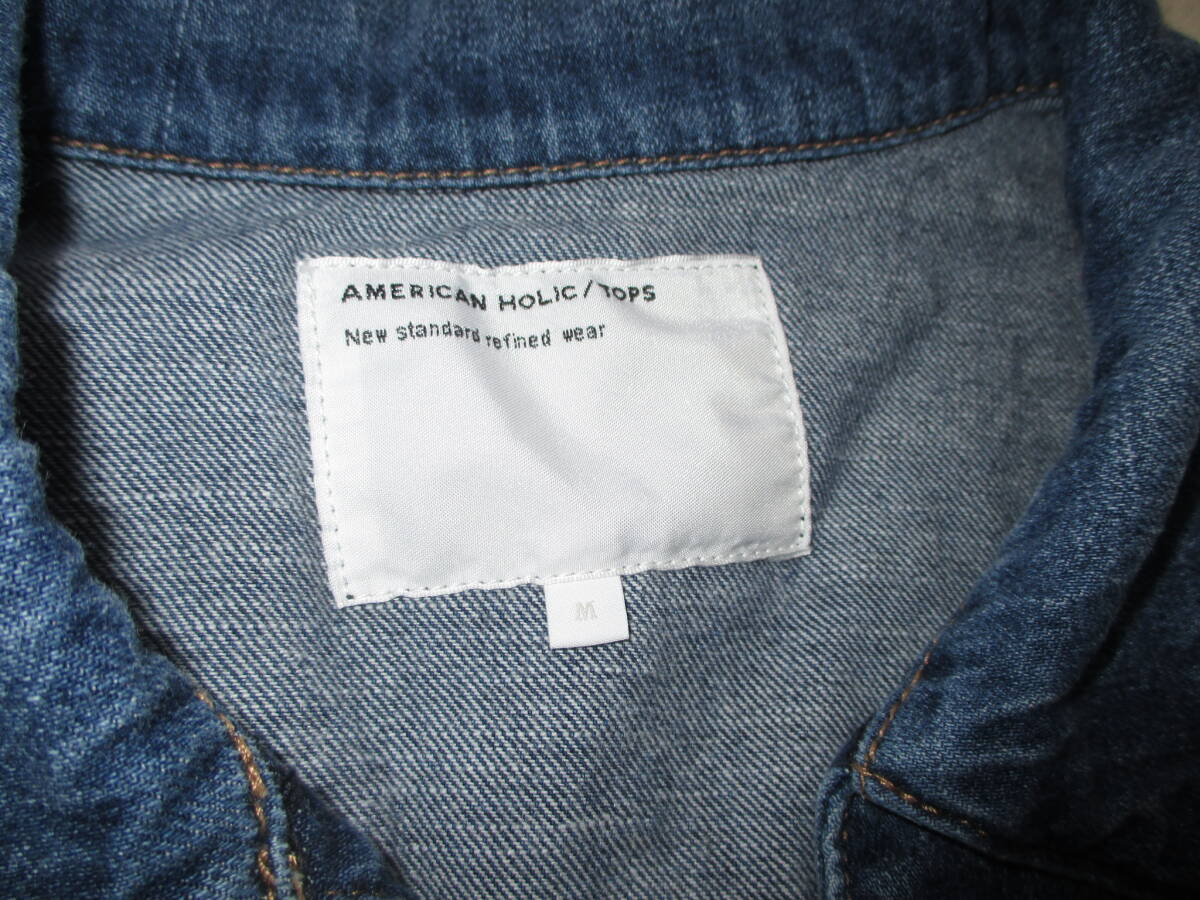 AMERICAN HOLIC/TOPS
New standard refined wear
M